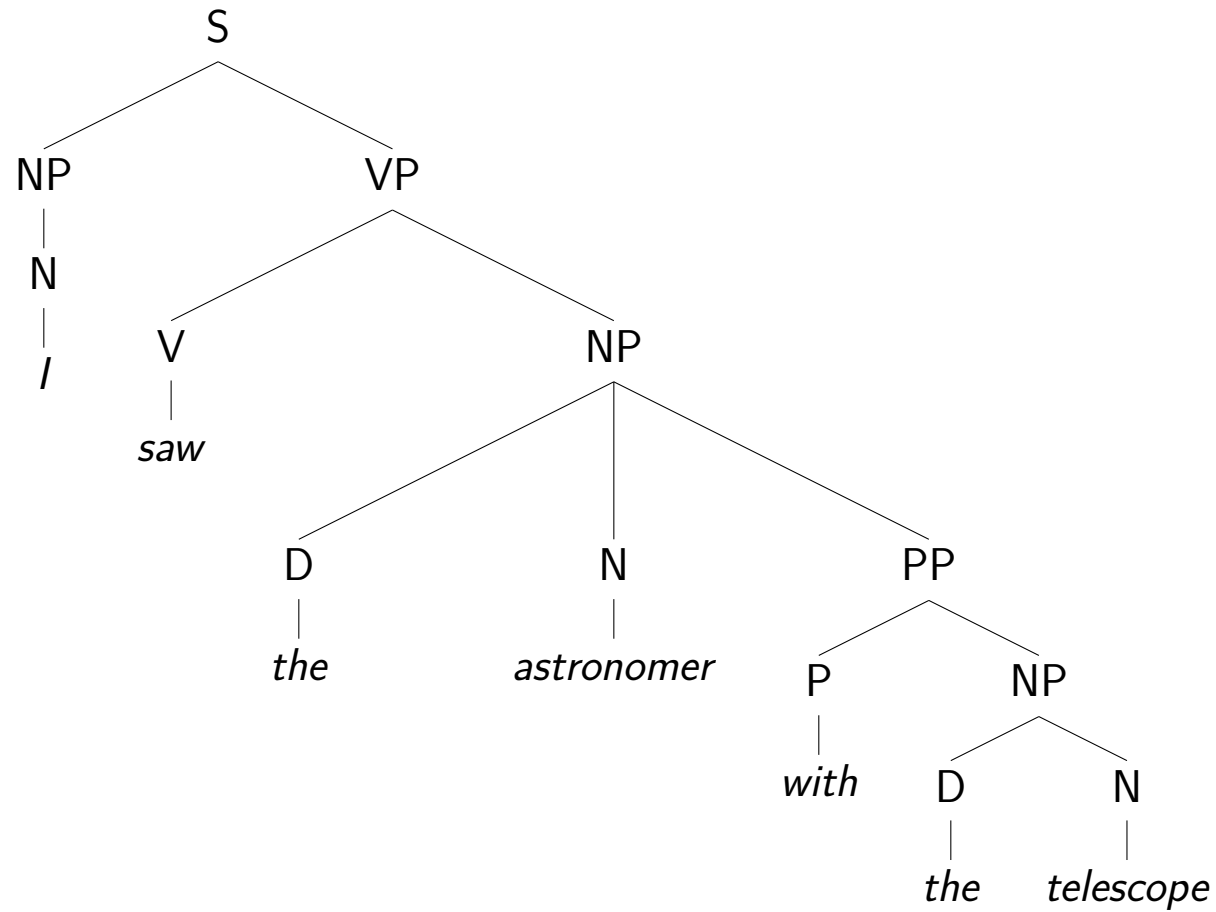 S
NP VP
N
V NP
I
saw
D N PP
the astronomer P NP
with D N
the telescope